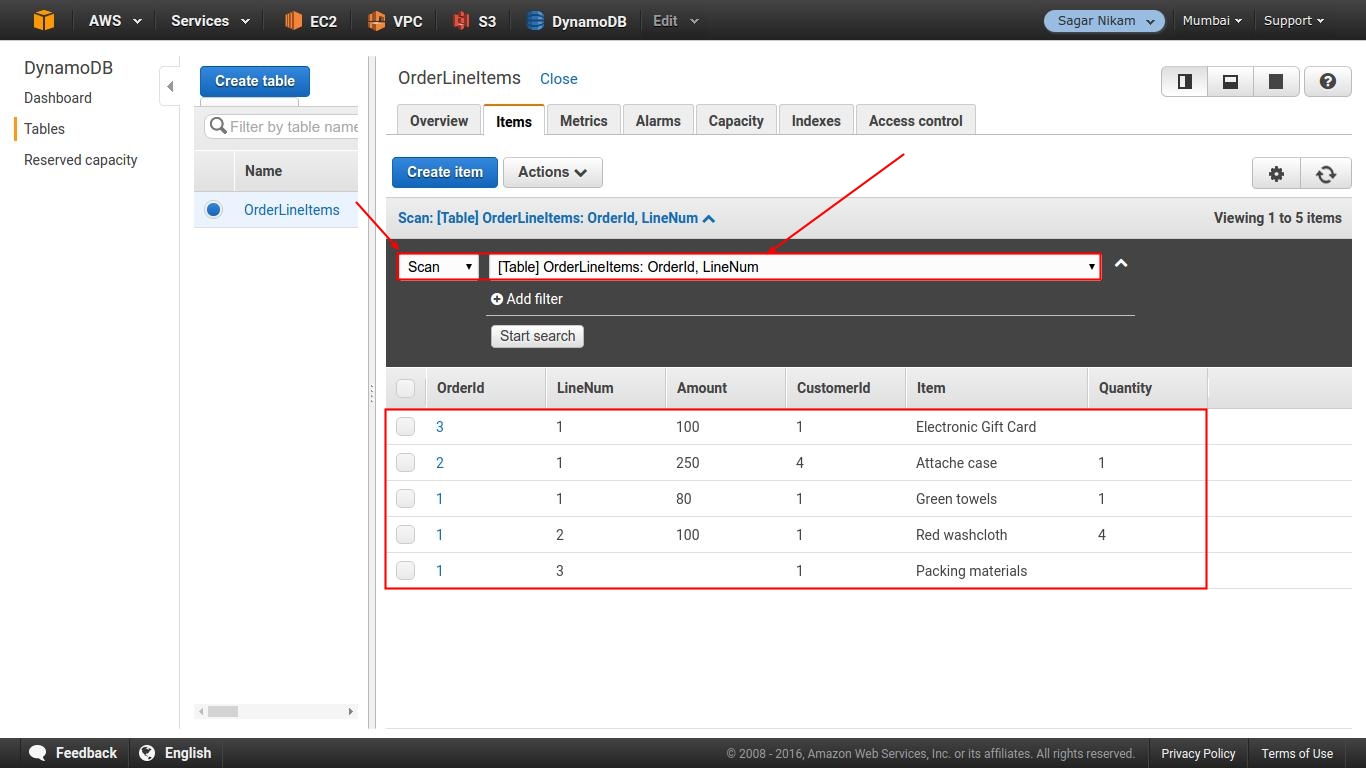 AWS Services EC2 VPC S3 DynamoDB Edit Sagar Nikam Mumbai Support
DynamoDB
Dashboard
Tables
Reserved capacity
Create table
Filter by table name
Name
OrderLineItems
OrderLineItems Close
Overview Items Metrics Alarms Capacity Indexes Access control
Create item Actions
Scan: [Table] OrderLineItems: OrderId, LineNum Viewing 1 to 5 items
Scan [Table] OrderLineItems: OrderId, LineNum
Add filter
Start search
OrderId LineNum Amount CustomerId Item Quantity
3 1 100 1 Electronic Gift Card
2 1 250 4 Attache case 1
1 1 80 1 Green towels 1
1 2 100 1 Red washcloth 4
1 3 1 Packing materials
Feedback English © 2008 - 2016, Amazon Web Services, Inc. or its affiliates. All rights reserved. Privacy Policy Terms of Use